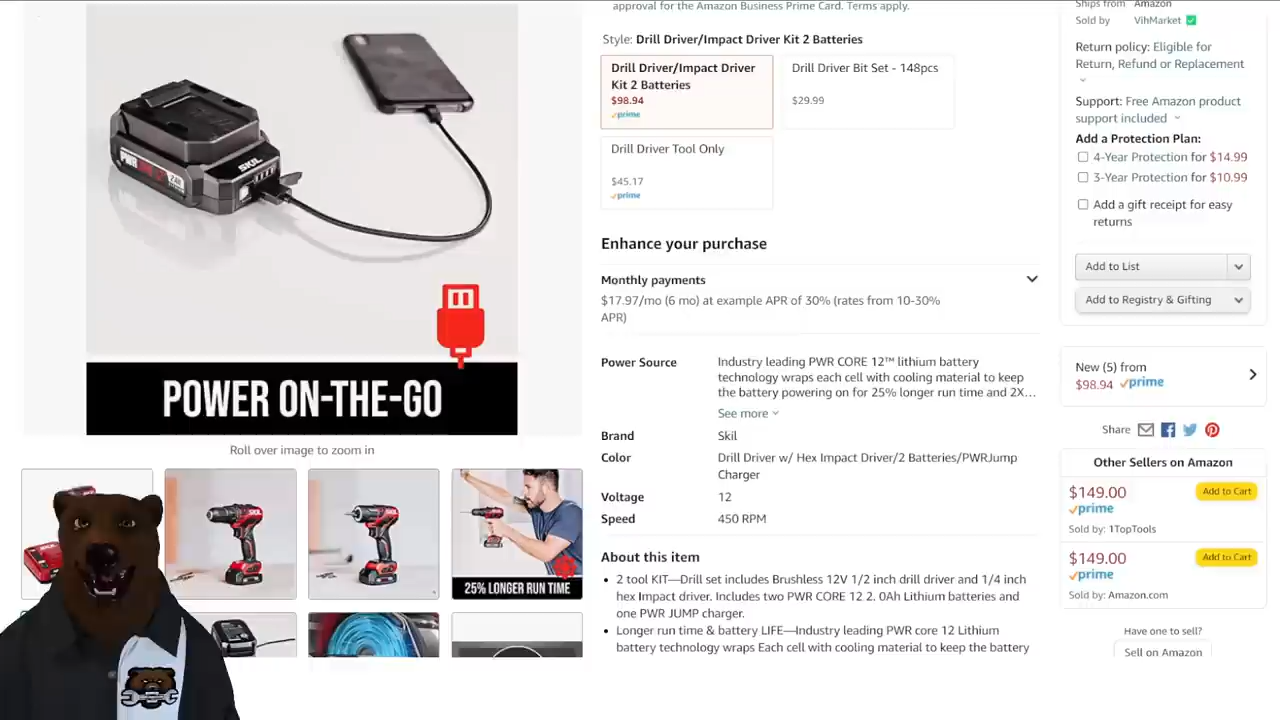 approval for the Amazon Business Prime Card. Terms apply.
Style: Drill Driver/Impact Driver Kit 2 Batteries
Drill Driver/Impact Driver
Kit 2 Batteries
$98.94
prime
Drill Driver Bit Set - 148pcs
$29.99
Drill Driver Tool Only
$45.17
prime
Enhance your purchase
Monthly payments
$17.97/mo (6 mo) at example APR of 30% (rates from 10-30%
APR)
Power Source
Industry leading PWR CORE 12™ lithium battery
technology wraps each cell with cooling material to keep
the battery powering on for 25% longer run time and 2X...
See more
Brand
Skil
Color
Drill Driver w/ Hex Impact Driver/2 Batteries/PWRJump
Charger
Voltage
12
Speed
450 RPM
About this item
2 tool KIT—Drill set includes Brushless 12V 1/2 inch drill driver and 1/4 inch
hex Impact driver. Includes two PWR CORE 12 2. 0Ah Lithium batteries and
one PWR JUMP charger.
Longer run time & battery LIFE—Industry leading PWR core 12 Lithium
battery technology wraps Each cell with cooling material to keep the battery
SKIL
POWER ON-THE-GO
Roll over image to zoom in
25% LONGER RUN TIME
Ships from Amazon
Sold by VihMarket
Return policy: Eligible for
Return, Refund or Replacement
Support: Free Amazon product
support included
Add a Protection Plan:
4-Year Protection for $14.99
3-Year Protection for $10.99
Add a gift receipt for easy
returns
Add to List
Add to Registry & Gifting
New (5) from
$98.94 prime
Share
Other Sellers on Amazon
$149.00
Add to Cart
prime
Sold by: 1TopTools
$149.00
Add to Cart
prime
Sold by: Amazon.com
Have one to sell?
Sell on Amazon